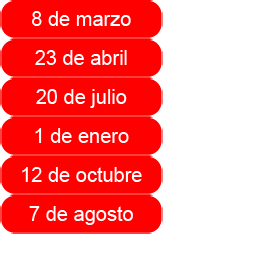 8 de marzo
23 de abril
20 de julio
1 de enero
12 de octubre
7 de agosto